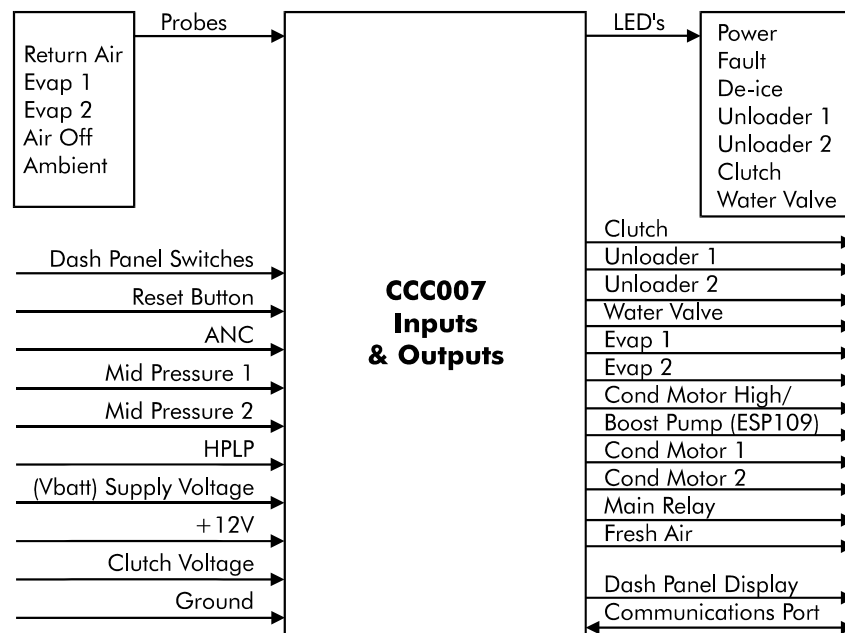 Probes
Return Air
Evap 1
Evap 2
Air Off
Ambient
Dash Panel Switches
Reset Button
ANC
Mid Pressure 1
Mid Pressure 2
HPLP
(Vbatt) Supply Voltage
+12V
Clutch Voltage
Ground
CCC007
Inputs
& Outputs
LED's
Power
Fault
De-ice
Unloader 1
Unloader 2
Clutch
Water Valve
Clutch
Unloader 1
Unloader 2
Water Valve
Evap 1
Evap 2
Cond Motor High/
Boost Pump (ESP109)
Cond Motor 1
Cond Motor 2
Main Relay
Fresh Air
Dash Panel Display
Communications Port